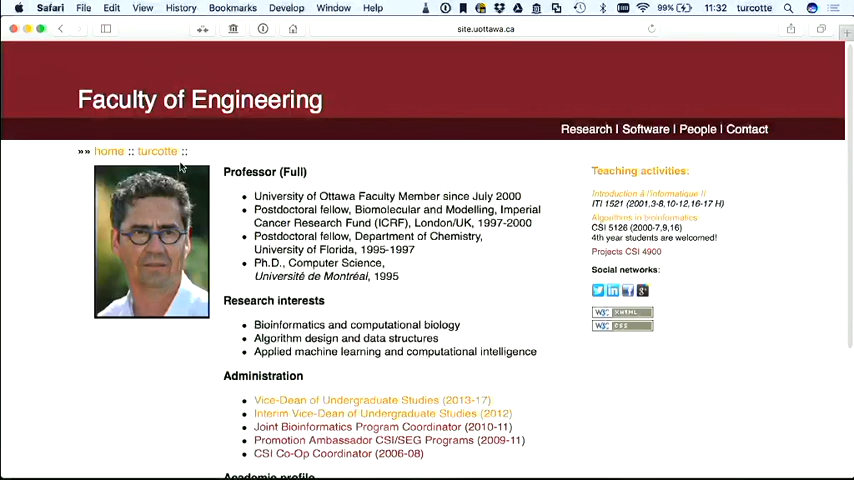 Safari File Edit View History Bookmarks Develop Window Help 99% 11:32 turcotte
site.uottawa.ca
Faculty of Engineering
Research | Software | People | Contact
»» home :: turcotte ::
Professor (Full)
• University of Ottawa Faculty Member since July 2000
• Postdoctoral fellow, Biomolecular and Modelling, Imperial
Cancer Research Fund (ICRF), London/UK, 1997-2000
• Postdoctoral fellow, Department of Chemistry,
University of Florida, 1995-1997
• Ph.D., Computer Science,
Université de Montréal, 1995
Research interests
• Bioinformatics and computational biology
• Algorithm design and data structures
• Applied machine learning and computational intelligence
Administration
• Vice-Dean of Undergraduate Studies (2013-17)
• Interim Vice-Dean of Undergraduate Studies (2012)
• Joint Bioinformatics Program Coordinator (2010-11)
• Promotion Ambassador CSI/SEG Programs (2009-11)
• CSI Co-Op Coordinator (2006-08)
Academic profile
Teaching activities:
Introduction à l'informatique II
ITI 1521 (2001,3-8,10-12,16-17 H)
Algorithms in bioinformatics
CSI 5126 (2000-7,9,16)
4th year students are welcomed!
Projects CSI 4900
Social networks:
W3C XHTML
W3C CSS